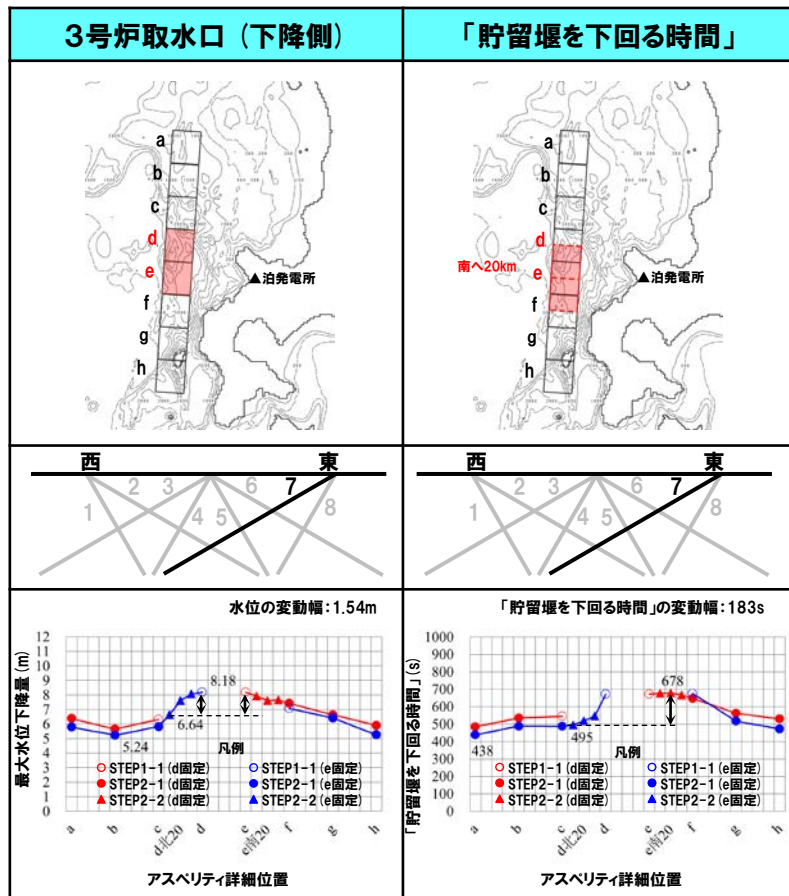 3号炉取水口（下降側）
「貯留堰を下回る時間」
a
b
c
d
e
f
g
h
▲泊発電所
a
b
c
d
南へ20km
e
f
g
h
▲泊発電所
西 東
1 2 3 4 5 6 7 8
西 東
1 2 3 4 5 6 7 8
水位の変動幅:1.54m
最大水位下降量(m)
12
11
10
9
8
7
6
5
4
3
2
1
0
8.18
6.64
5.24
凡例
STEP1-1(d固定) STEP1-1(e固定)
STEP2-1(d固定) STEP2-1(e固定)
STEP2-2(d固定) STEP2-2(e固定)
a b c d北20 d e e南20 f g h
アスペリティ詳細位置
「貯留堰を下回る時間」の変動幅:183s
「貯留堰を下回る時間」(s)
1000
900
800
700
600
500
400
300
200
100
0
678
495
438
凡例
STEP1-1(d固定) STEP1-1(e固定)
STEP2-1(d固定) STEP2-1(e固定)
STEP2-2(d固定) STEP2-2(e固定)
a b c d北20 d e e南20 f g h
アスペリティ詳細位置